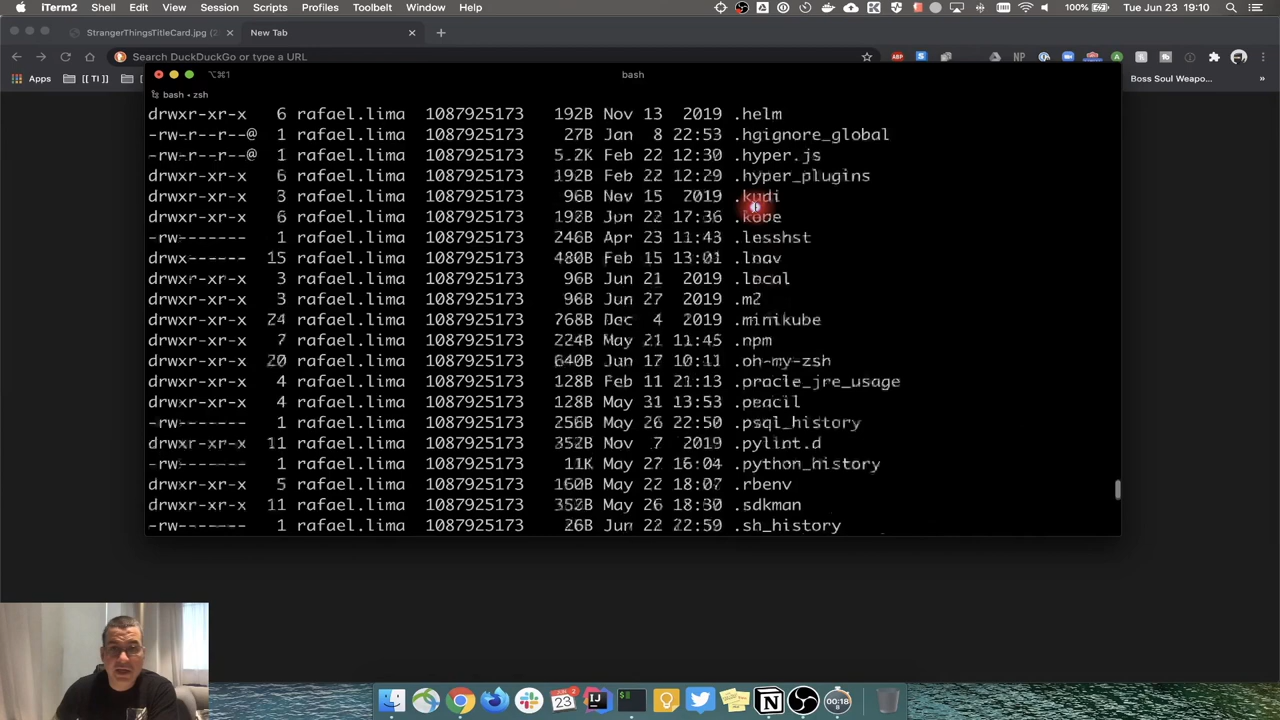 iTerm2 Shell Edit View Session Scripts Profiles Toolbelt Window Help 100% Tue Jun 23 19:10
StrangerThingsTitleCard.jpg (2 New Tab
Search DuckDuckGo or type a URL
Apps [[ TI ]] Boss Soul Weapo...
⌥⌘1 bash
bash • zsh
drwxr-xr-x 6 rafael.lima 1087925173 192B Nov 13 2019 .helm
-rw-r--r--@ 1 rafael.lima 1087925173 27B Jan 8 22:53 .hgignore_global
-rw-r--r--@ 1 rafael.lima 1087925173 5.2K Feb 22 12:30 .hyper.js
drwxr-xr-x 6 rafael.lima 1087925173 192B Feb 22 12:29 .hyper_plugins
drwxr-xr-x 3 rafael.lima 1087925173 96B Nov 15 2019
drwxr-xr-x 6 rafael.lima 1087925173 192B Jun 22 17:36
-rw------- 1 rafael.lima 1087925173 246B Apr 23 11:43 .lesshst
drwx------ 15 rafael.lima 1087925173 480B Feb 15 13:01
drwxr-xr-x 3 rafael.lima 1087925173 96B Jun 21 2019 .local
drwxr-xr-x 3 rafael.lima 1087925173 96B Jun 27 2019 .m2
drwxr-xr-x 24 rafael.lima 1087925173 768B Dec 4 2019 .minikube
drwxr-xr-x 7 rafael.lima 1087925173 224B May 21 11:45 .npm
drwxr-xr-x 20 rafael.lima 1087925173 640B Jun 17 10:11 .oh-my-zsh
drwxr-xr-x 4 rafael.lima 1087925173 128B Feb 11 21:13 .oracle_jre_usage
drwxr-xr-x 4 rafael.lima 1087925173 128B May 31 13:53 .pencil
-rw------- 1 rafael.lima 1087925173 256B May 26 22:50 .psql_history
drwxr-xr-x 11 rafael.lima 1087925173 352B Nov 7 2019 .pylint.d
-rw------- 1 rafael.lima 1087925173 11K May 27 16:04 .python_history
drwxr-xr-x 5 rafael.lima 1087925173 160B May 22 18:07 .rbenv
drwxr-xr-x 11 rafael.lima 1087925173 352B May 26 18:30 .sdkman
-rw------- 1 rafael.lima 1087925173 26B Jun 22 22:59 .sh_history
00:18